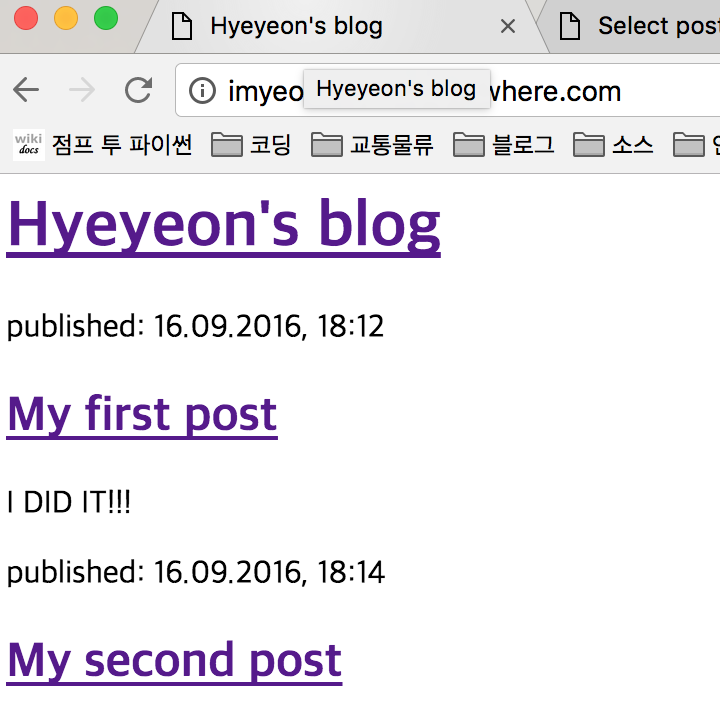 Hyeyeon's blog
Select post
imyeo
Hyeyeon's blog
where.com
wiki docs 점프 투 파이썬 코딩 교통물류 블로그 소스
Hyeyeon's blog
published: 16.09.2016, 18:12
My first post
I DID IT!!!
published: 16.09.2016, 18:14
My second post